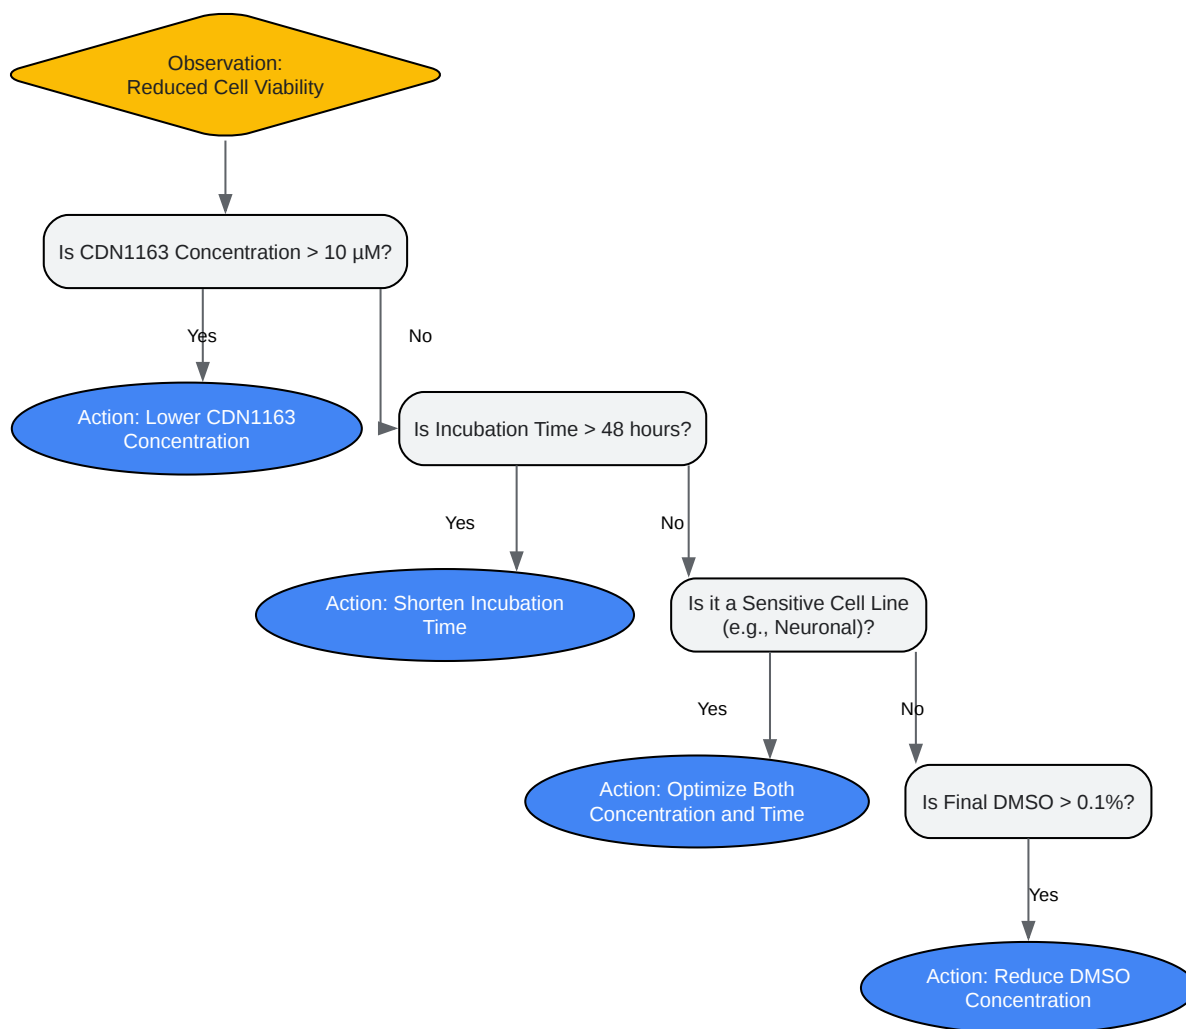 Observation:
Reduced Cell Viability
Is CDN1163 Concentration > 10 µM?
Yes
No
Action: Lower CDN1163
Concentration
Is Incubation Time > 48 hours?
Yes
No
Action: Shorten Incubation
Time
Is it a Sensitive Cell Line
(e.g., Neuronal)?
Yes
No
Action: Optimize Both
Concentration and Time
Is Final DMSO > 0.1%?
Yes
Action: Reduce DMSO
Concentration